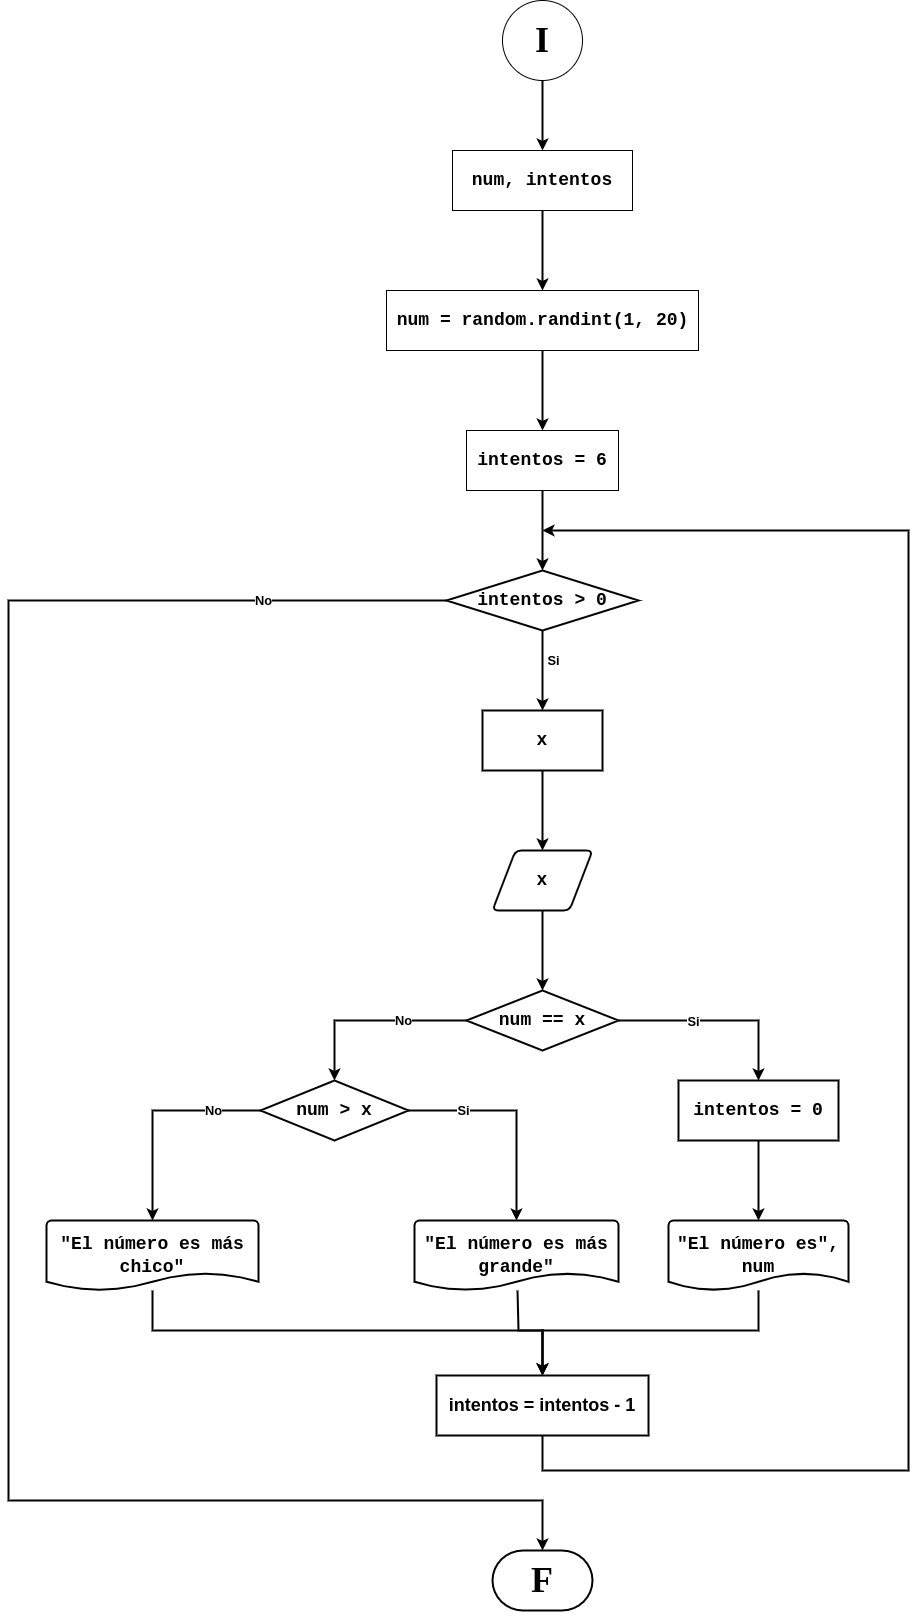 I
num, intentos
num = random.randint(1, 20)
intentos = 6
intentos > 0
No
Si
x
x
num == x
No
Si
num > x
No
Si
intentos = 0
"El número es más
chico"
"El número es más
grande"
"El número es",
num
intentos = intentos - 1
F